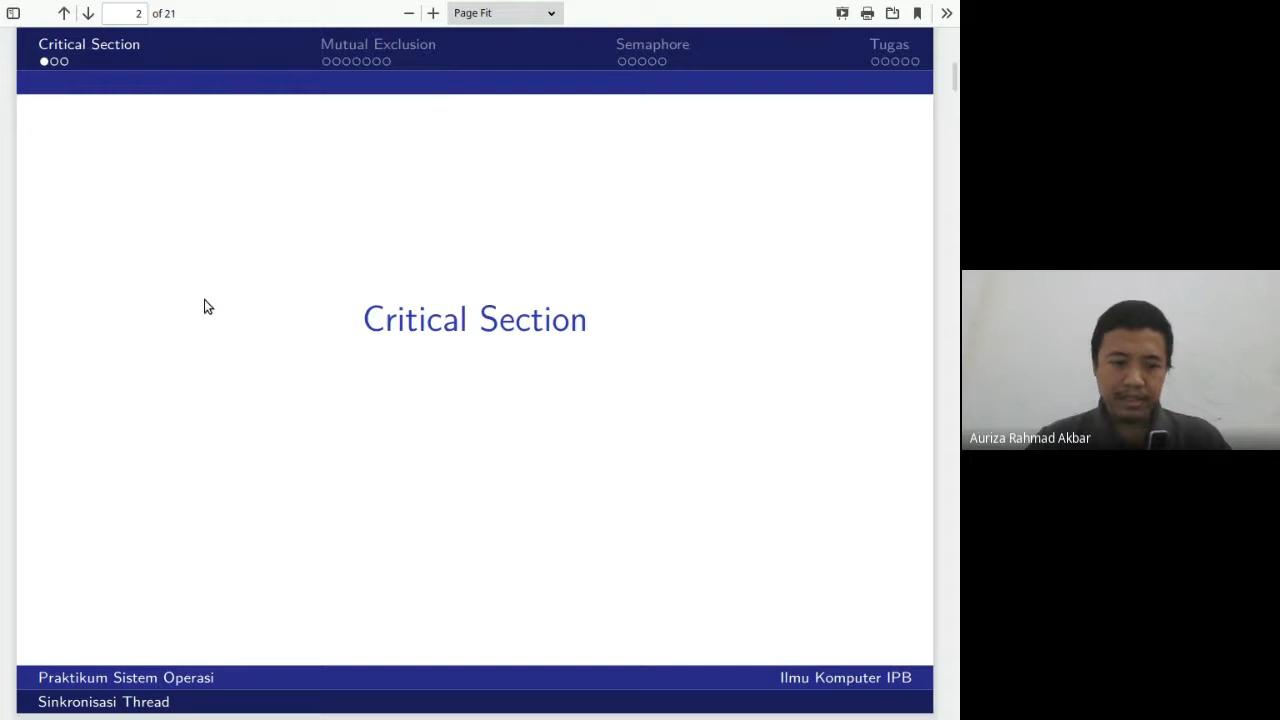 2 of 21
Page Fit
Critical Section
Mutual Exclusion
Semaphore
Tugas
Critical Section
Auriza Rahmad Akbar
Praktikum Sistem Operasi
Ilmu Komputer IPB
Sinkronisasi Thread